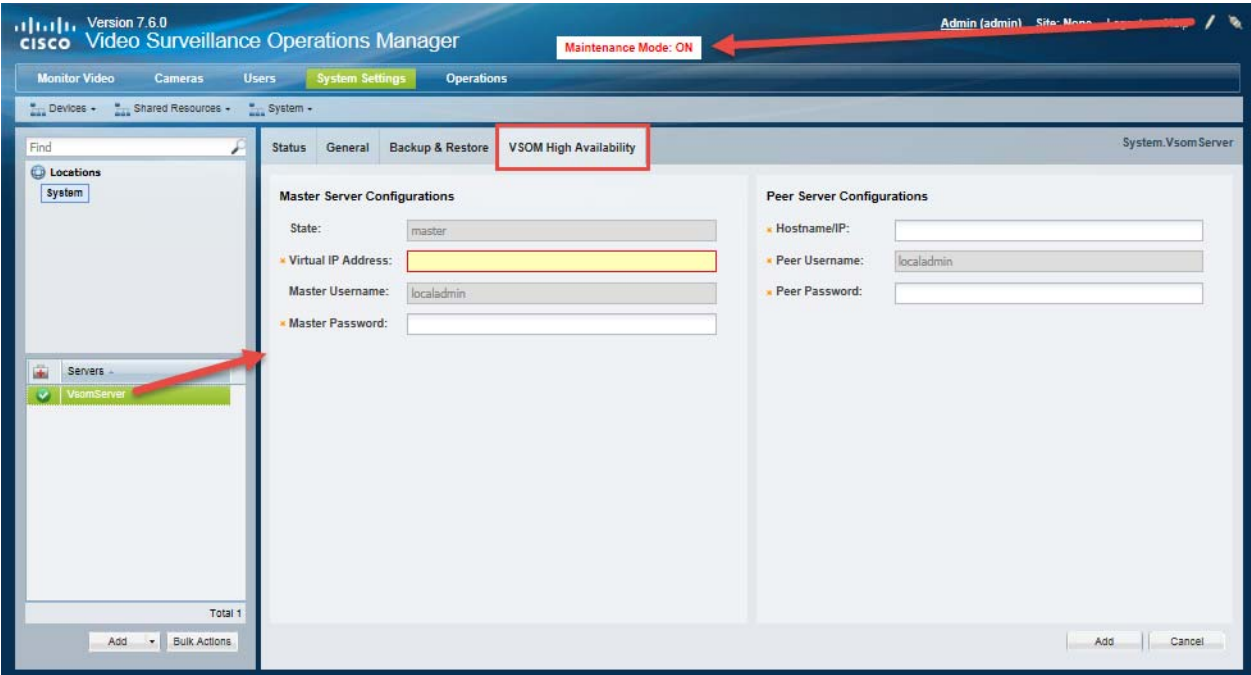 Version 7.6.0
CISCO Video Surveillance Operations Manager
Admin (admin) Site: None
Maintenance Mode: ON
Monitor Video Cameras Users System Settings Operations
Devices Shared Resources System
Find
Locations
System
Status General Backup & Restore VSOM High Availability
System.VsomServer
Master Server Configurations
State: master
Virtual IP Address:
Master Username: localadmin
Master Password:
Peer Server Configurations
Hostname/IP:
Peer Username: localadmin
Peer Password:
Servers
VsomServer
Total 1
Add Bulk Actions
Add Cancel